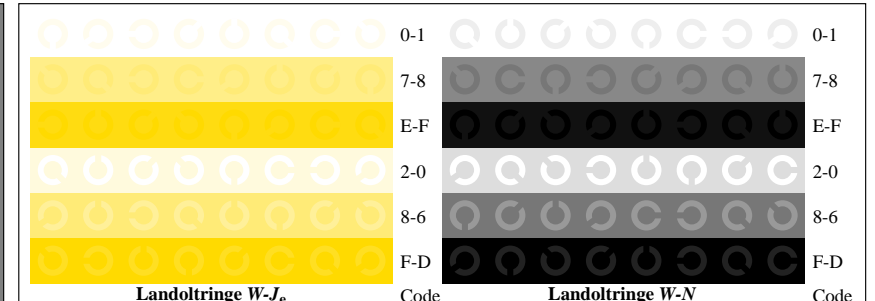 0-1 0-1
7-8 7-8
E-F E-F
2-0 2-0
8-6 8-6
F-D F-D
Landoltringe W-Je Code Landoltringe W-N Code